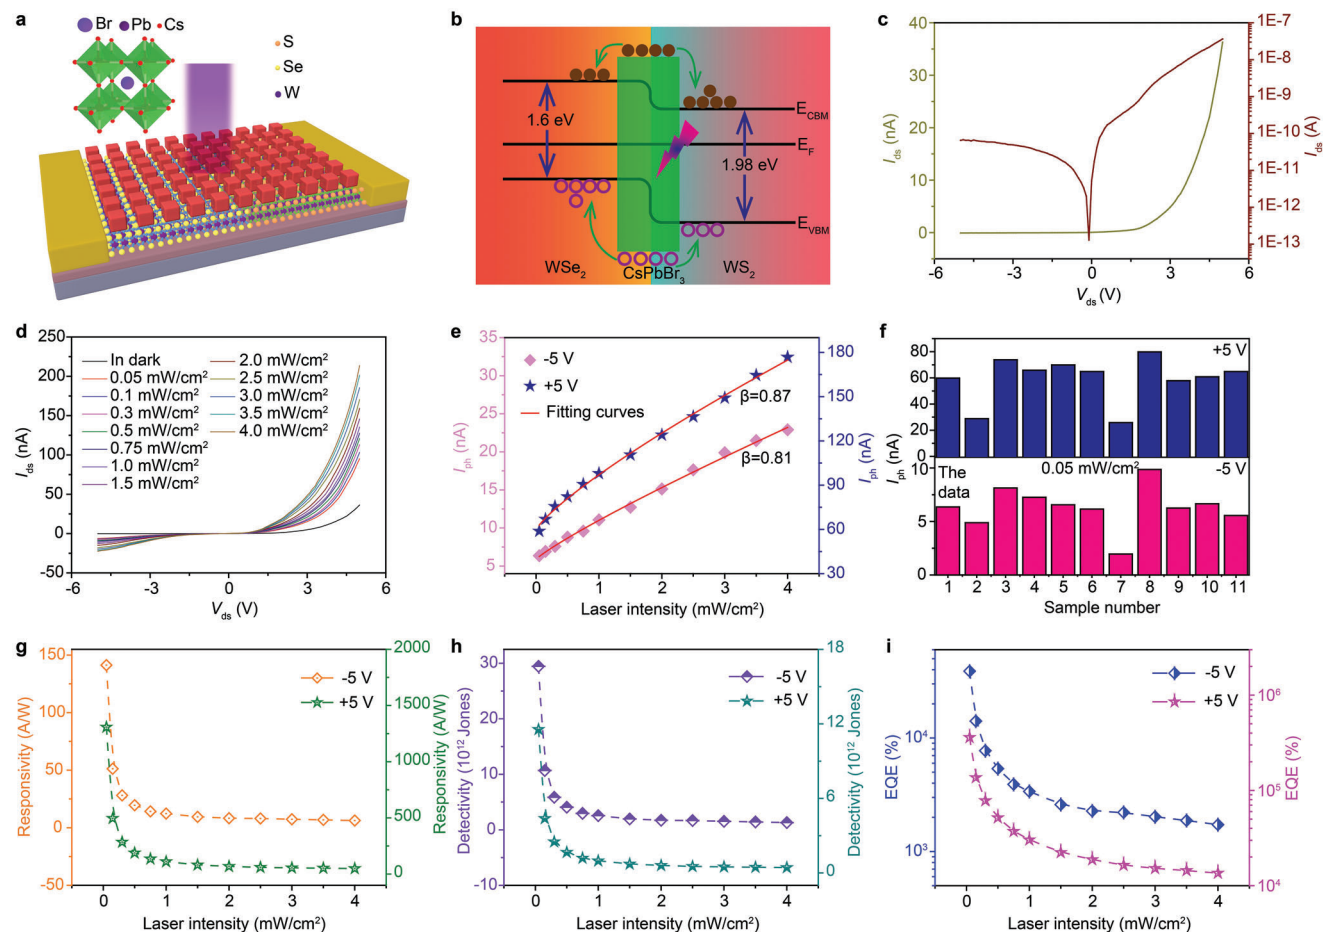 a
Br Pb Cs
S
Se
W
b
1.6 eV
1.98 eV
E_CBM
E_F
E_VBM
WSe₂
CsPbBr₃
WS₂
c
I_ds (nA)
40
30
20
10
0
1E-7
1E-8
1E-9
1E-10
1E-11
1E-12
1E-13
I_ds (A)
-6 -3 0 3 6
V_ds (V)
d
In dark
0.05 mW/cm²
0.1 mW/cm²
0.3 mW/cm²
0.5 mW/cm²
0.75 mW/cm²
1.0 mW/cm²
1.5 mW/cm²
2.0 mW/cm²
2.5 mW/cm²
3.0 mW/cm²
3.5 mW/cm²
4.0 mW/cm²
I_ds (nA)
250
200
150
100
50
0
-50
-6 -3 0 3 6
V_ds (V)
e
-5 V
+5 V
Fitting curves
β=0.87
β=0.81
I_ph (nA)
35
30
25
20
15
10
5
180
150
120
90
60
30
I_ph (nA)
0 1 2 3 4
Laser intensity (mW/cm²)
f
+5 V
80
60
40
20
0
I_ph (nA)
The
data
0.05 mW/cm²
-5 V
10
5
0
1 2 3 4 5 6 7 8 9 10 11
Sample number
g
-5 V
+5 V
Responsivity (A/W)
150
100
50
0
-50
2000
1500
1000
500
0
Responsivity (A/W)
0 1 2 3 4
Laser intensity (mW/cm²)
h
-5 V
+5 V
Detectivity (10¹² Jones)
30
20
10
0
-10
18
12
6
0
Detectivity (10¹² Jones)
0 1 2 3 4
Laser intensity (mW/cm²)
i
-5 V
+5 V
EQE (%)
10⁴
10³
10⁶
10⁵
10⁴
EQE (%)
0 1 2 3 4
Laser intensity (mW/cm²)